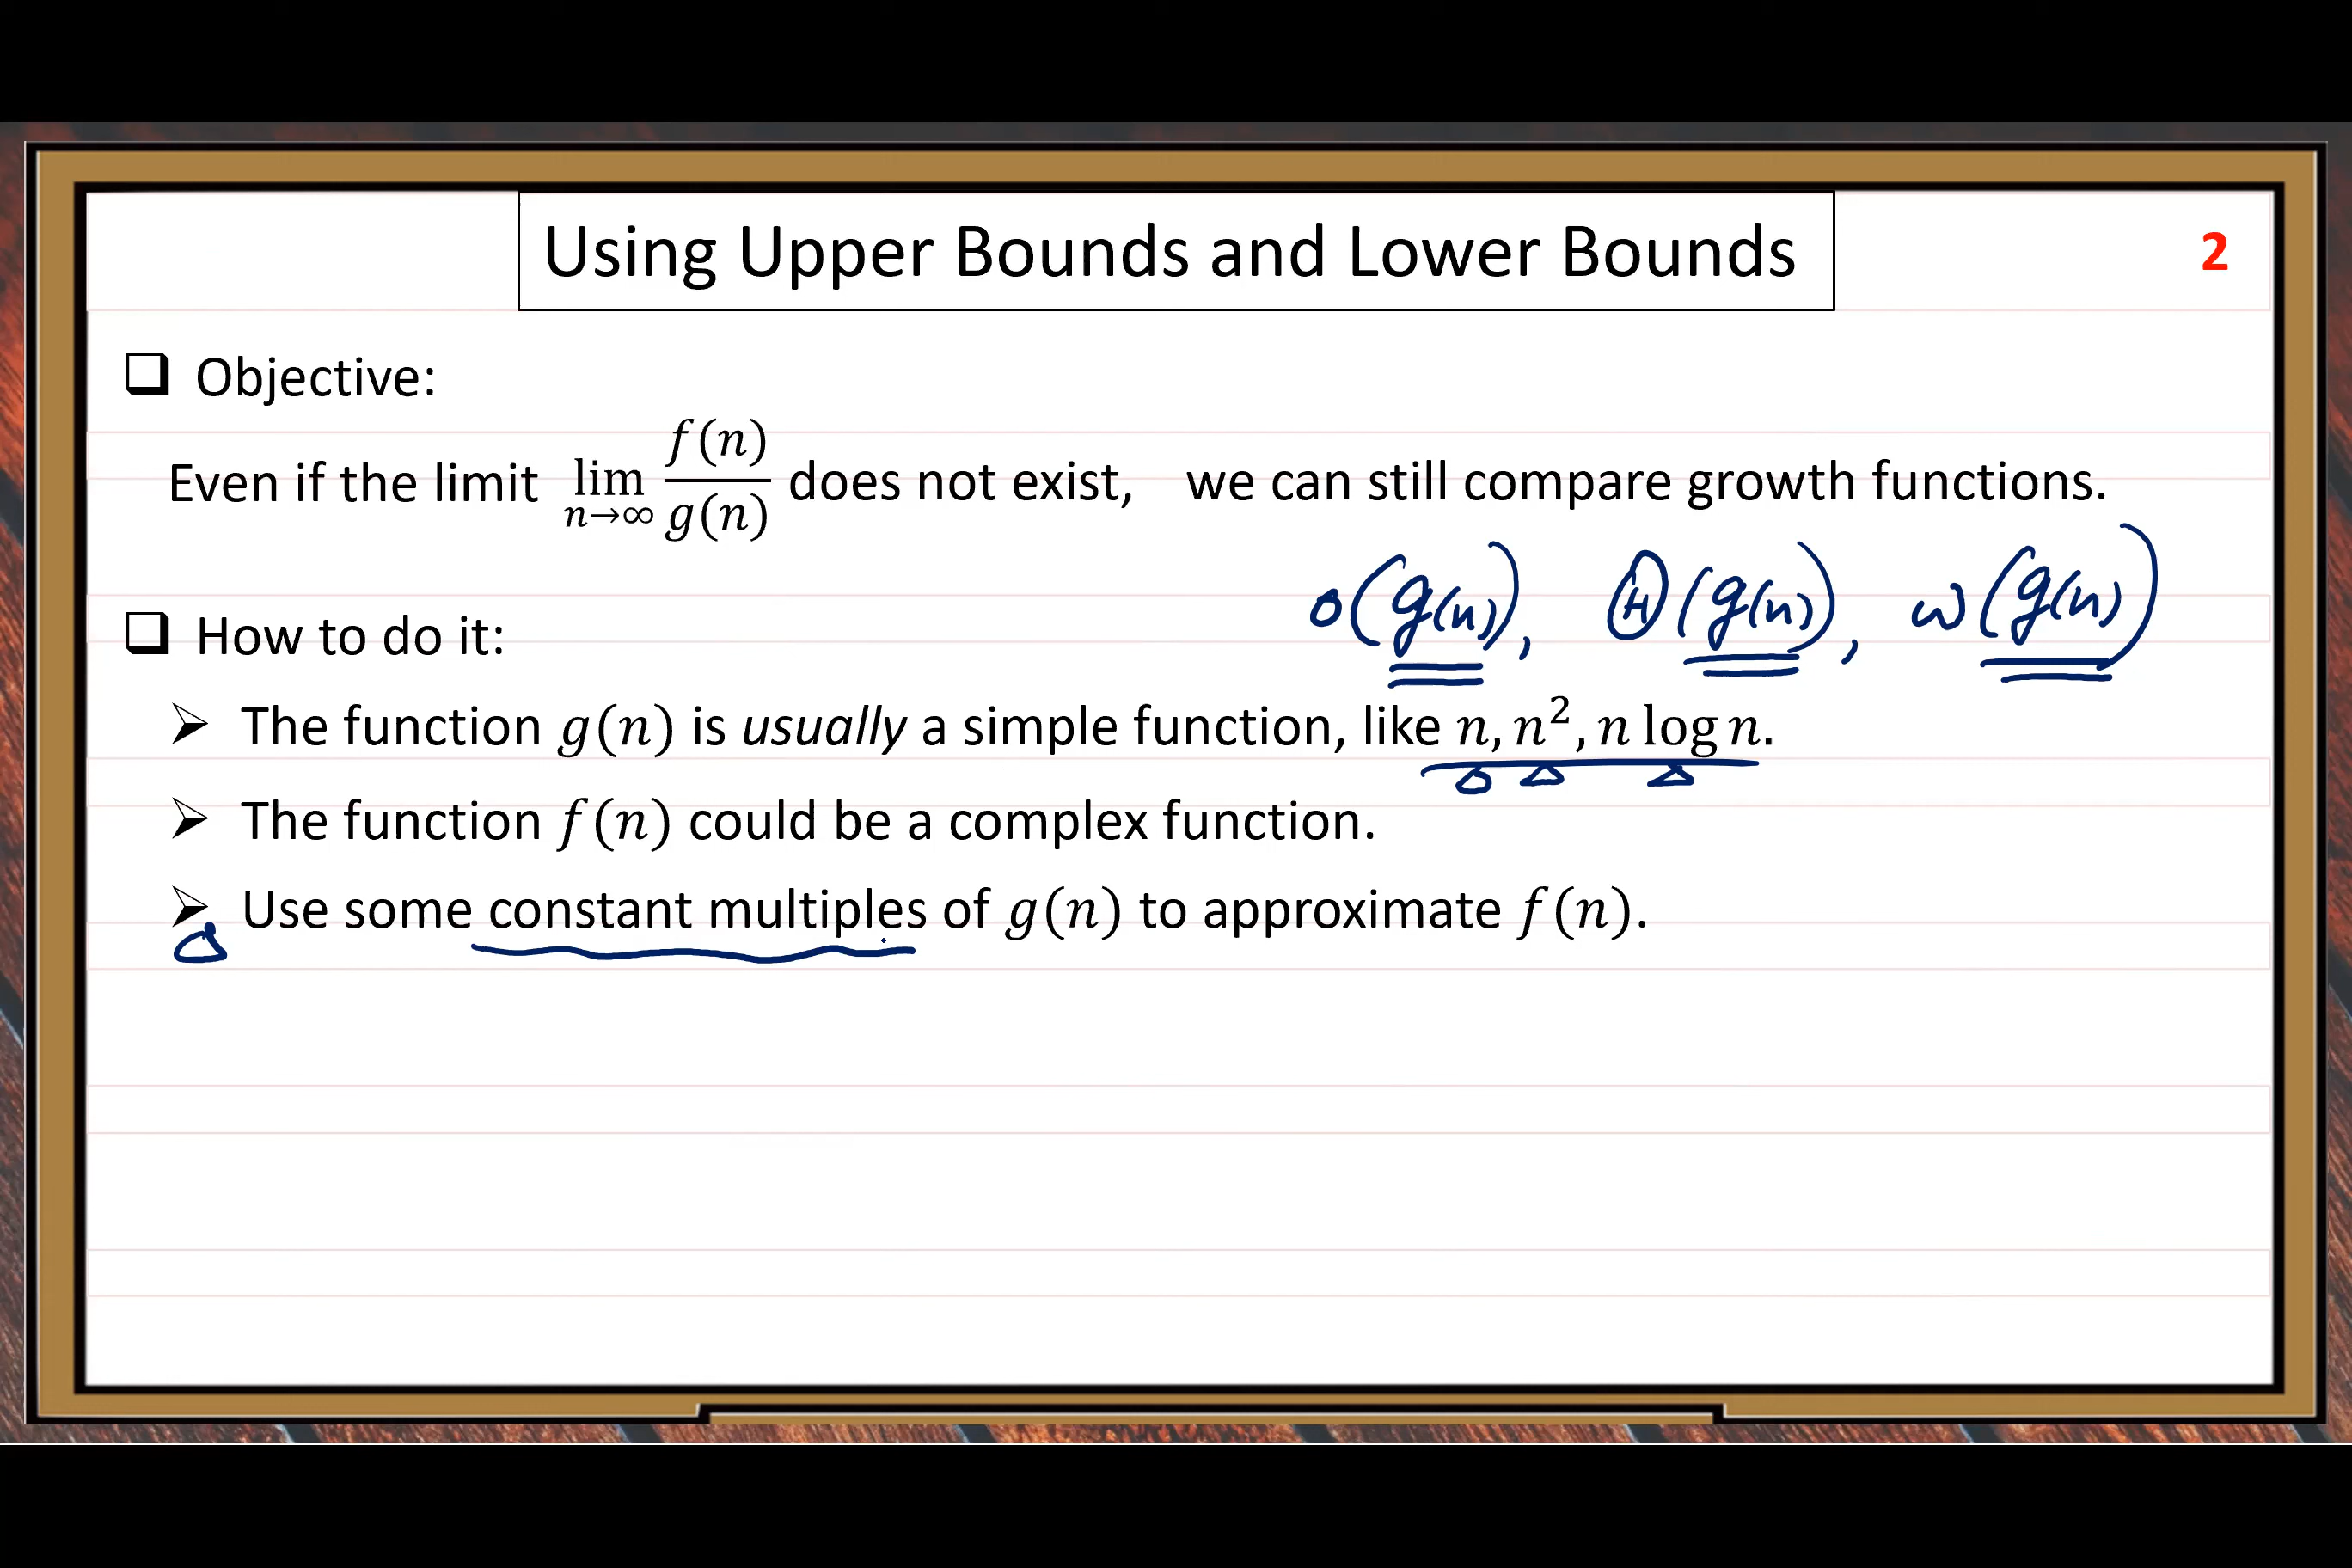 Using Upper Bounds and Lower Bounds
2
❑ Objective:
Even if the limit lim n→∞ f(n)/g(n) does not exist, we can still compare growth functions.
o(g(n)), Θ(g(n)), ω(g(n))
❑ How to do it:
➢ The function g(n) is usually a simple function, like n, n², n log n.
➢ The function f(n) could be a complex function.
➢ Use some constant multiples of g(n) to approximate f(n).